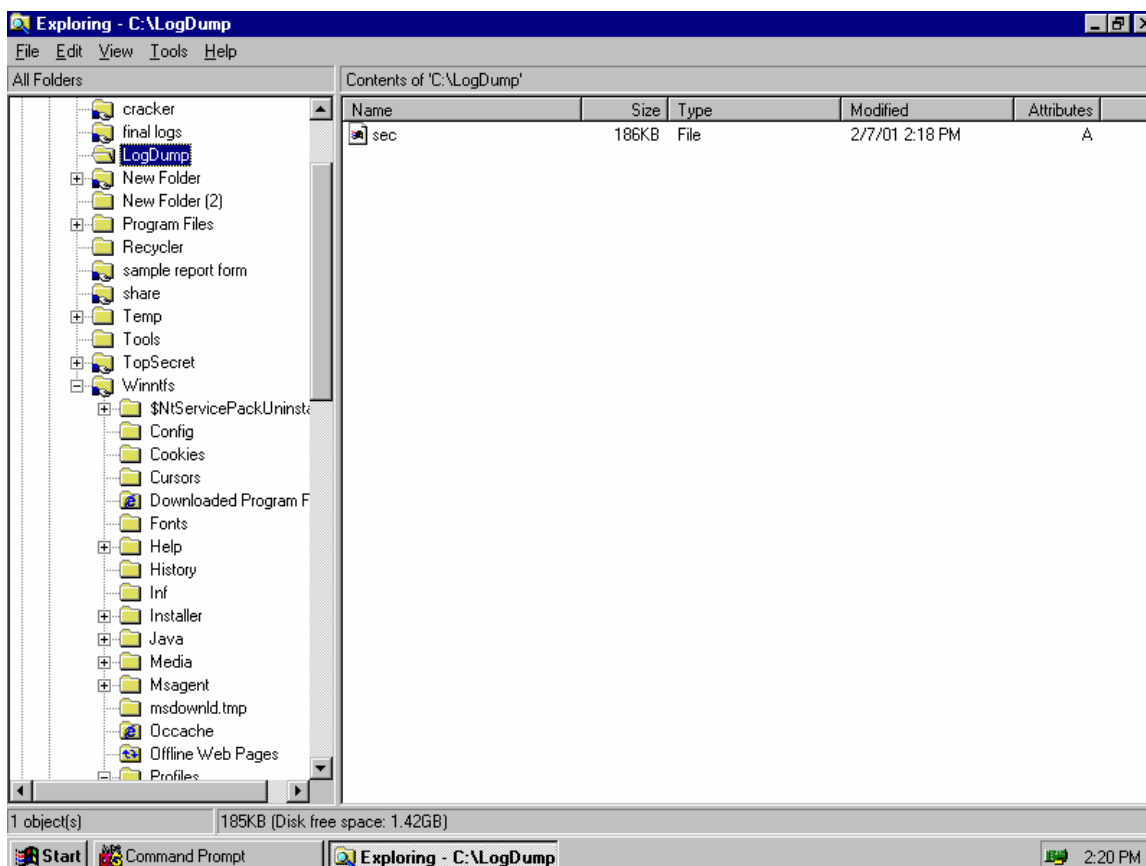 Exploring - C:\LogDump
File Edit View Tools Help
All Folders
Contents of 'C:\LogDump'
cracker
final logs
LogDump
New Folder
New Folder (2)
Program Files
Recycler
sample report form
share
Temp
Tools
TopSecret
Winntfs
$NtServicePackUninsta
Config
Cookies
Cursors
Downloaded Program F
Fonts
Help
History
Inf
Installer
Java
Media
Msagent
msdownld.tmp
Occache
Offline Web Pages
Profiles
Name Size Type Modified Attributes
sec 186KB File 2/7/01 2:18 PM A
1 object(s) 185KB (Disk free space: 1.42GB)
Start Command Prompt Exploring - C:\LogDump 2:20 PM